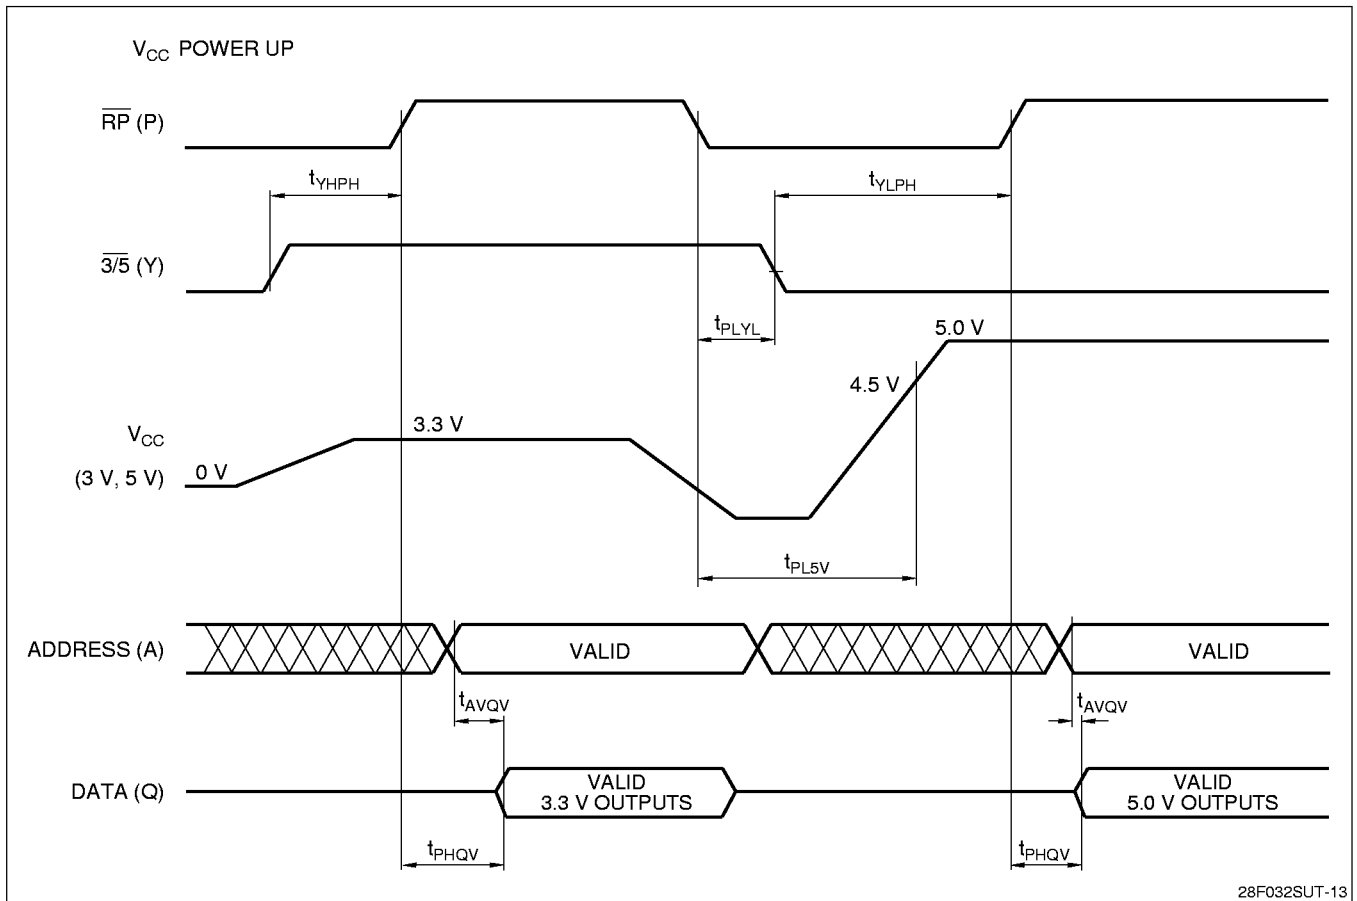 VCC POWER UP
RP (P)
tYHPH
tYLPH
3/5 (Y)
tPLYL
5.0 V
4.5 V
3.3 V
VCC
(3 V, 5 V)
0 V
tPL5V
ADDRESS (A)
VALID
VALID
tAVQV
tAVQV
DATA (Q)
VALID
3.3 V OUTPUTS
VALID
5.0 V OUTPUTS
tPHQV
tPHQV
28F032SUT-13